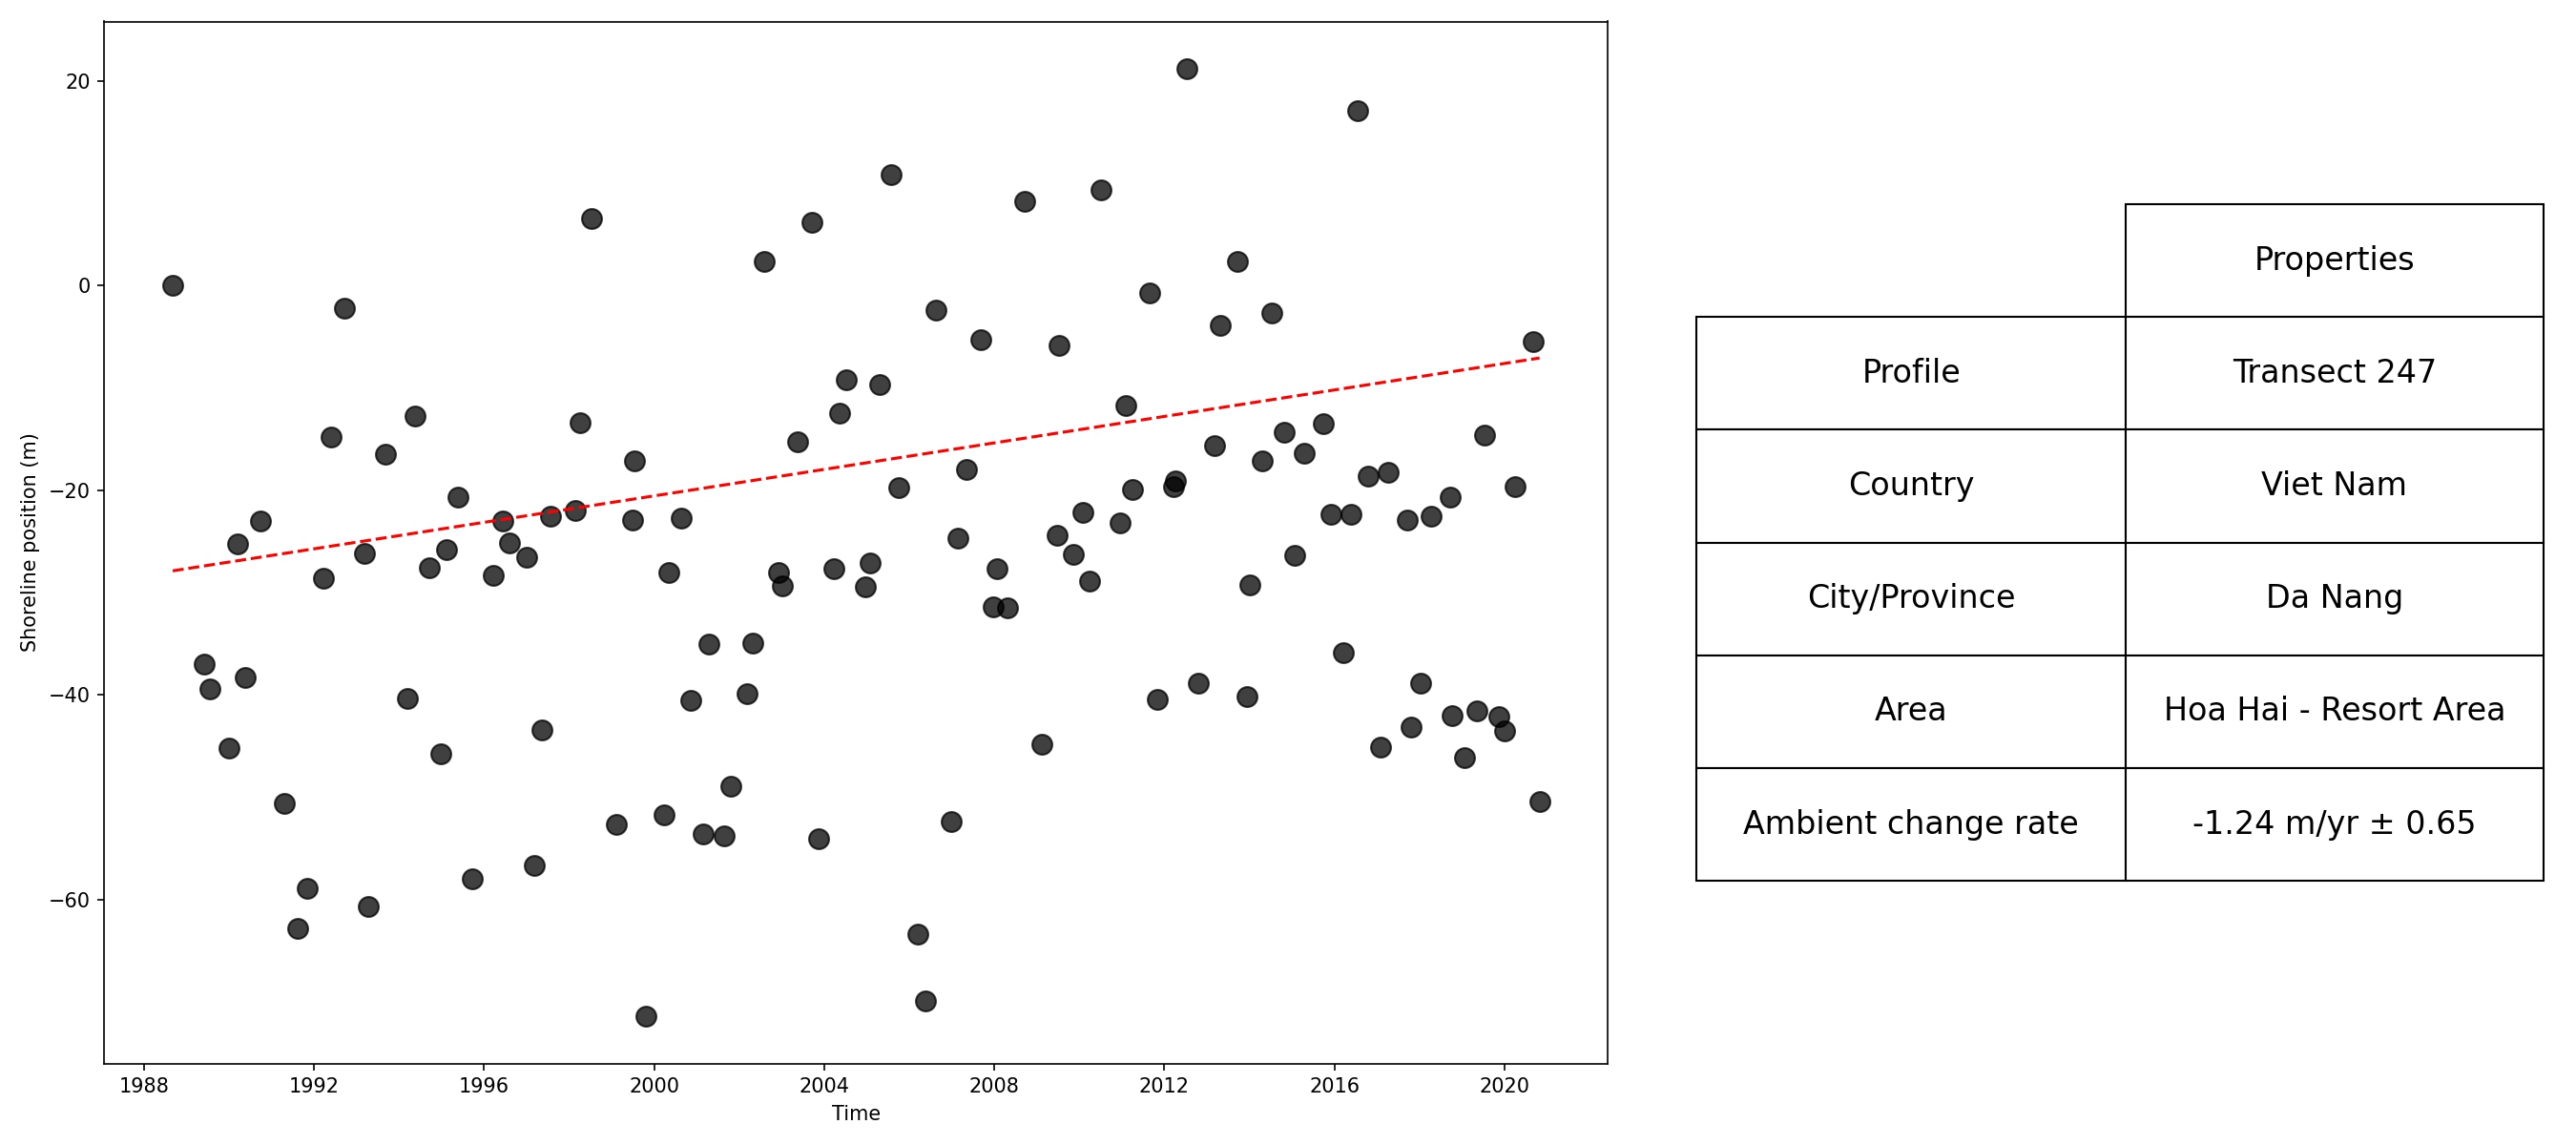 20
0
−20
−40
−60
Shoreline position (m)
1988 1992 1996 2000 2004 2008 2012 2016 2020
Time
Properties
Profile Transect 247
Country Viet Nam
City/Province Da Nang
Area Hoa Hai - Resort Area
Ambient change rate -1.24 m/yr ± 0.65